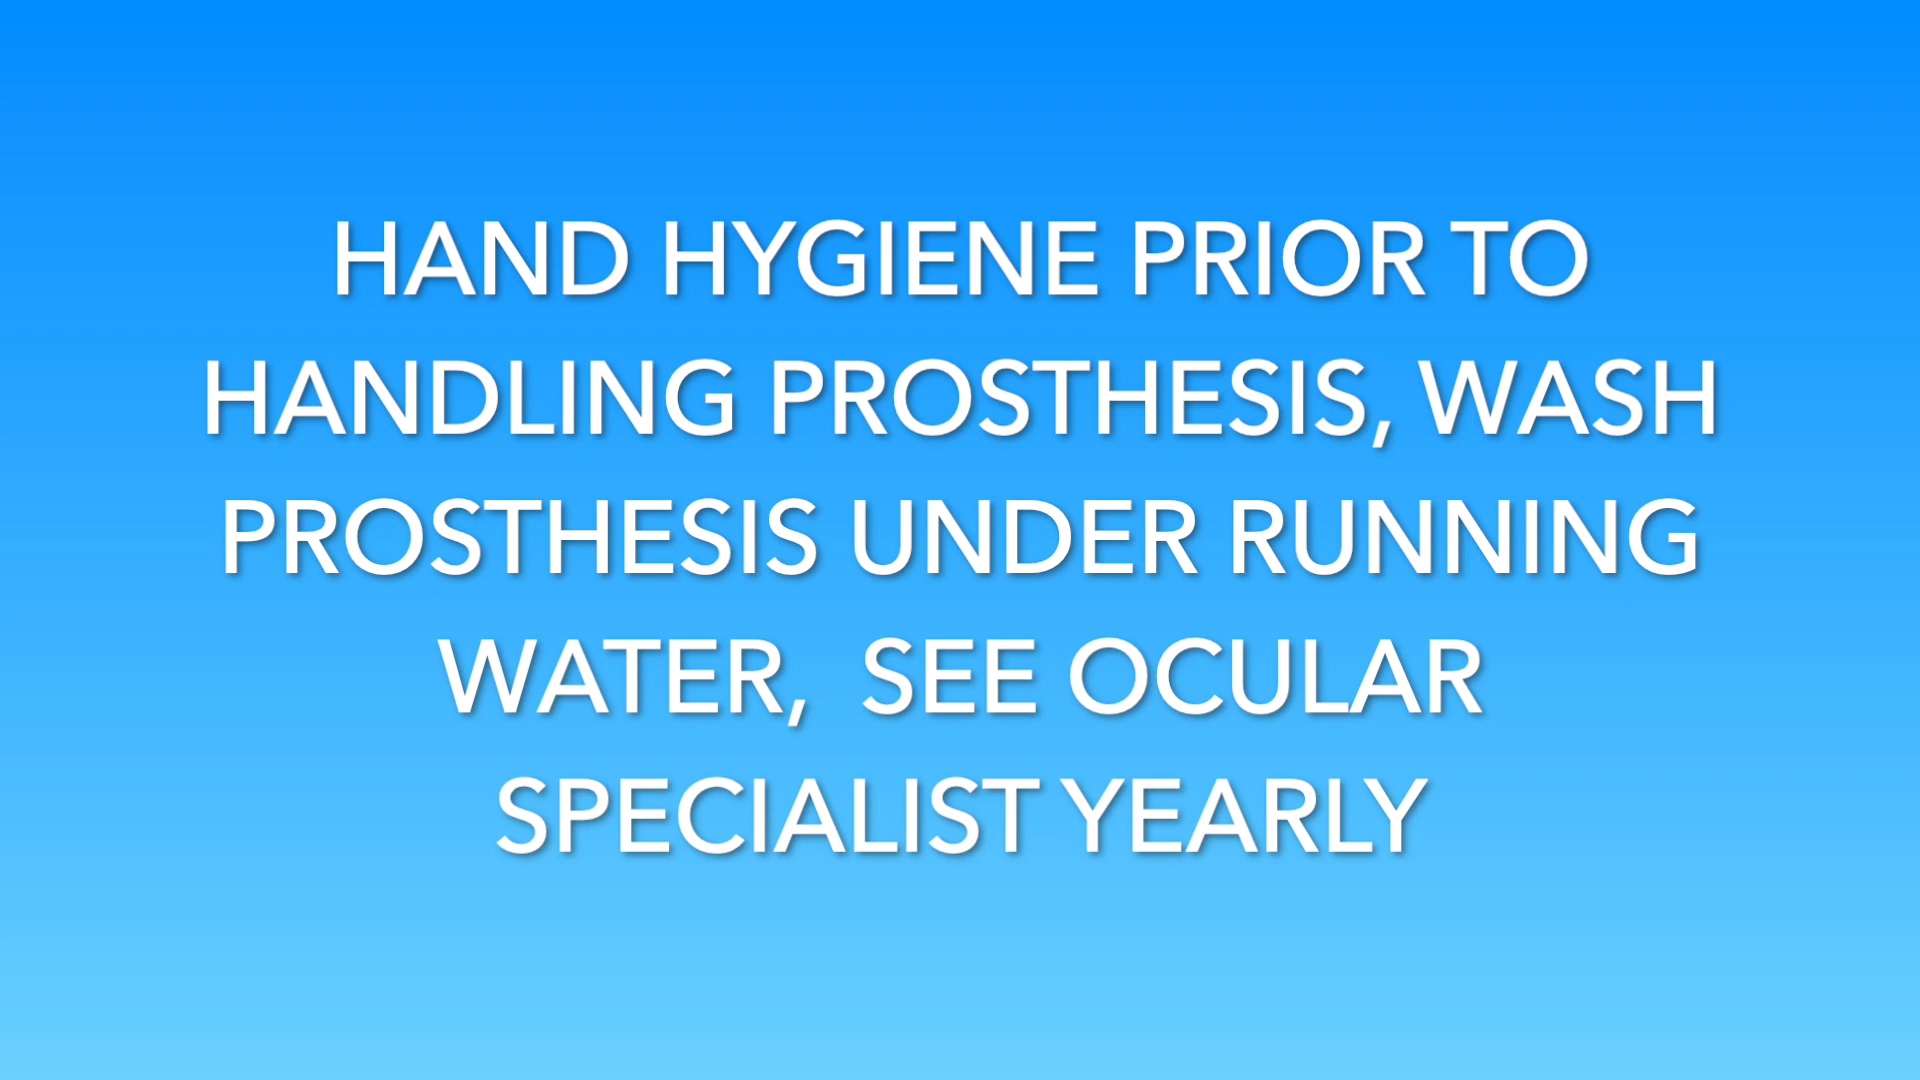 HAND HYGIENE PRIOR TO
HANDLING PROSTHESIS, WASH
PROSTHESIS UNDER RUNNING
WATER,  SEE OCULAR
SPECIALIST YEARLY